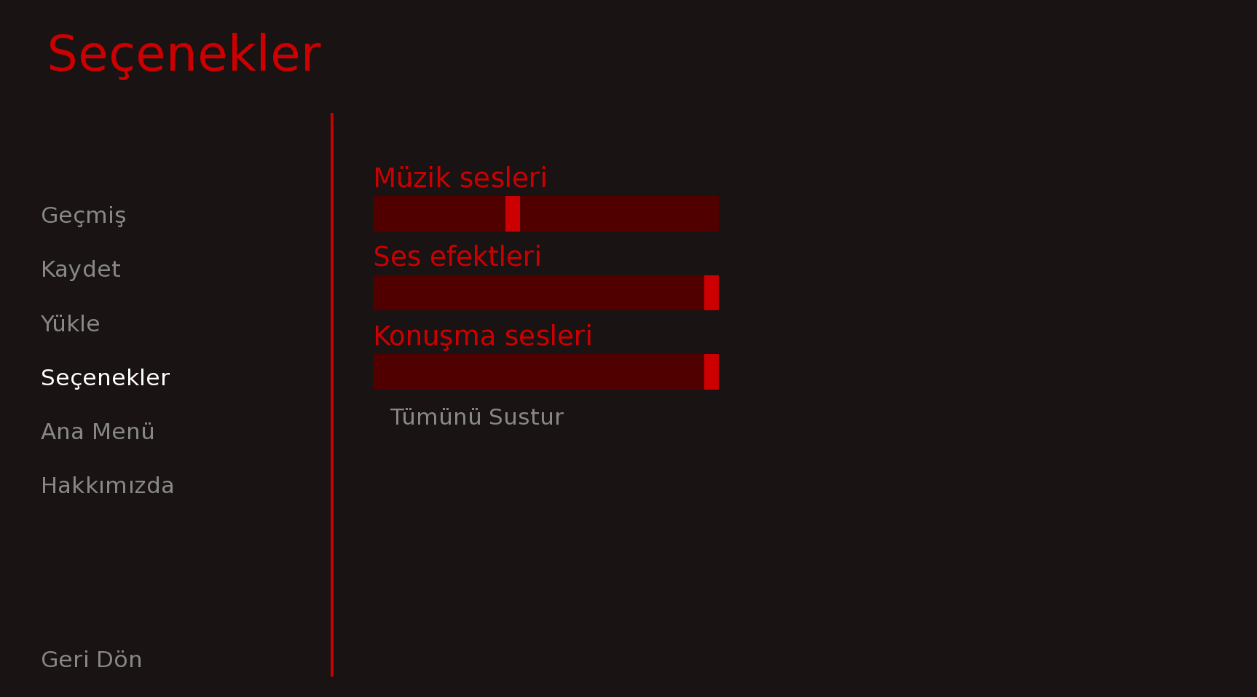 Seçenekler
Geçmiş
Kaydet
Yükle
Seçenekler
Ana Menü
Hakkımızda
Geri Dön
Müzik sesleri
Ses efektleri
Konuşma sesleri
Tümünü Sustur